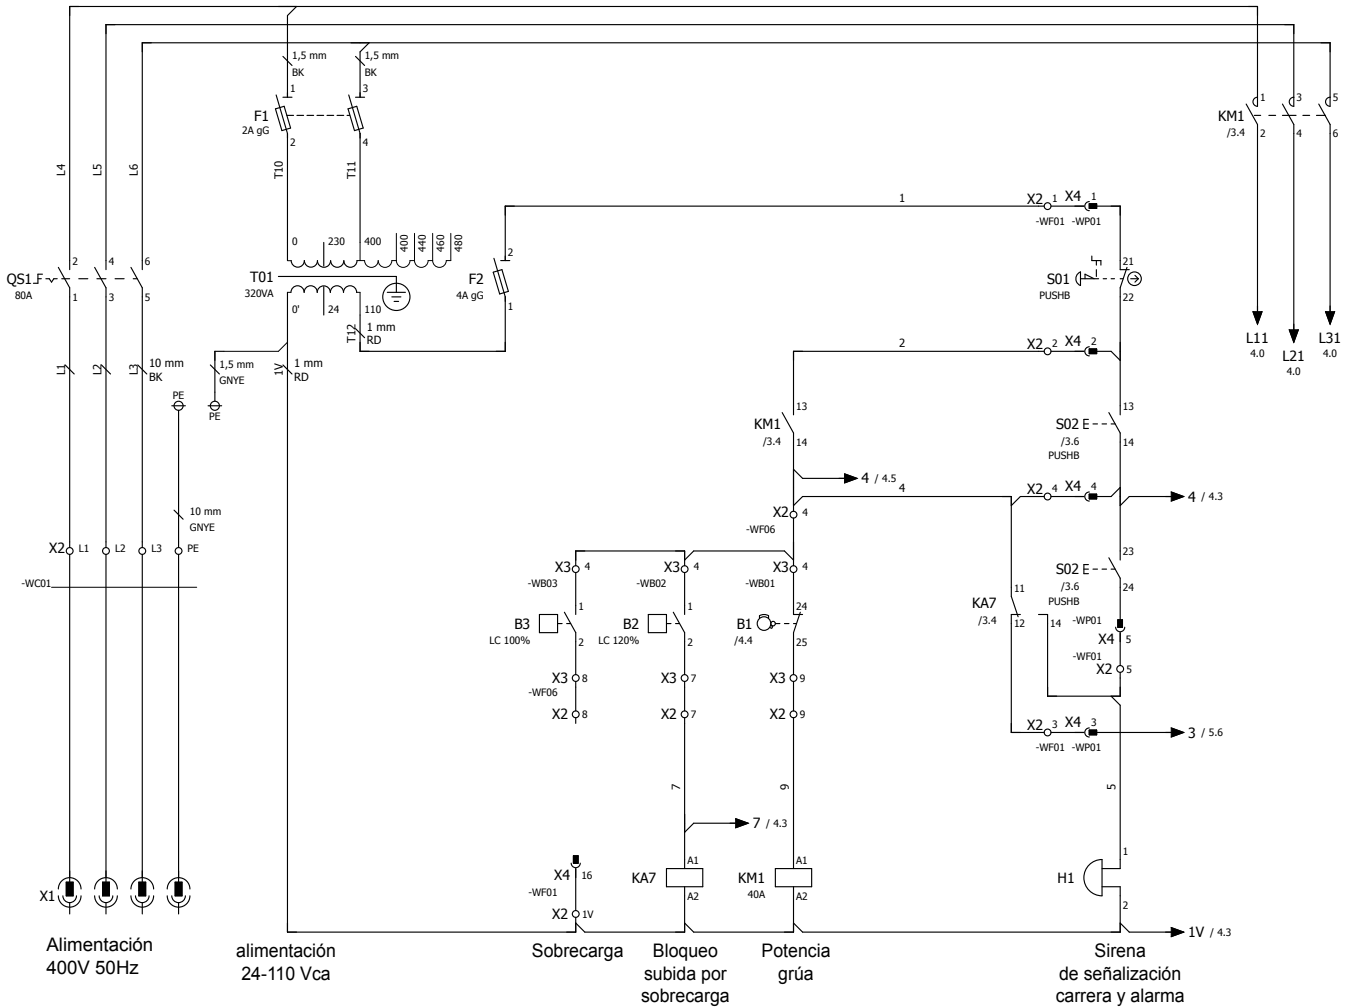 1,5 mm
BK
1,5 mm
BK
1
3
F1
2A gG
2
4
T10
T11
L4
L5
L6
KM1
/3.4
1
3
5
2
4
6
1
X2
1
X4
1
-WF01
-WP01
0
230
400
400
440
460
480
2
4
6
QS1
80A
1
3
5
T01
320VA
0'
24
110
F2
4A gG
2
1
S01
PUSHB
21
22
T12
1 mm
RD
L11
4.0
L21
4.0
L31
4.0
2
X2
2
X4
2
L1
L2
L3
10 mm
BK
1,5 mm
GNYE
1V
1 mm
RD
PE
PE
KM1
/3.4
13
14
S02 E
/3.6
PUSHB
13
14
4 / 4.5
4
X2
4
X4
4
4 / 4.3
10 mm
GNYE
X2
4
-WF06
X2
L1
L2
L3
PE
-WC01
X3
4
-WB03
X3
4
-WB02
X3
4
-WB01
S02 E
/3.6
PUSHB
23
24
B3
LC 100%
1
2
B2
LC 120%
1
2
B1
/4.4
24
25
KA7
/3.4
11
12
14
-WP01
X4
5
-WF01
X2
5
X3
8
-WF06
X3
7
X3
9
X2
8
X2
7
X2
9
X2
3
X4
3
-WF01
-WP01
3 / 5.6
7
9
5
7 / 4.3
X4
16
-WF01
X2
1V
KA7
A1
A2
KM1
40A
A1
A2
H1
1
2
X1
1V / 4.3
Alimentación
400V 50Hz
alimentación
24-110 Vca
Sobrecarga
Bloqueo
subida por
sobrecarga
Potencia
grúa
Sirena
de señalización
carrera y alarma